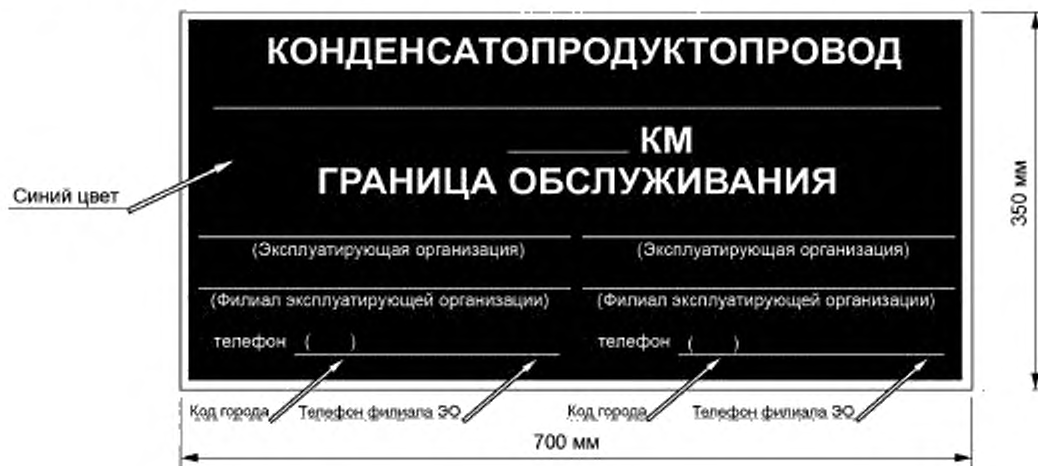 КОНДЕНСАТОПРОДУКТОПРОВОД
КМ
ГРАНИЦА ОБСЛУЖИВАНИЯ
Синий цвет
350 мм
(Эксплуатирующая организация) (Эксплуатирующая организация)
(Филиал эксплуатирующей организации) (Филиал эксплуатирующей организации)
телефон ( ) телефон ( )
Код города Телефон филиала ЭО Код города Телефон филиала ЭО
700 мм